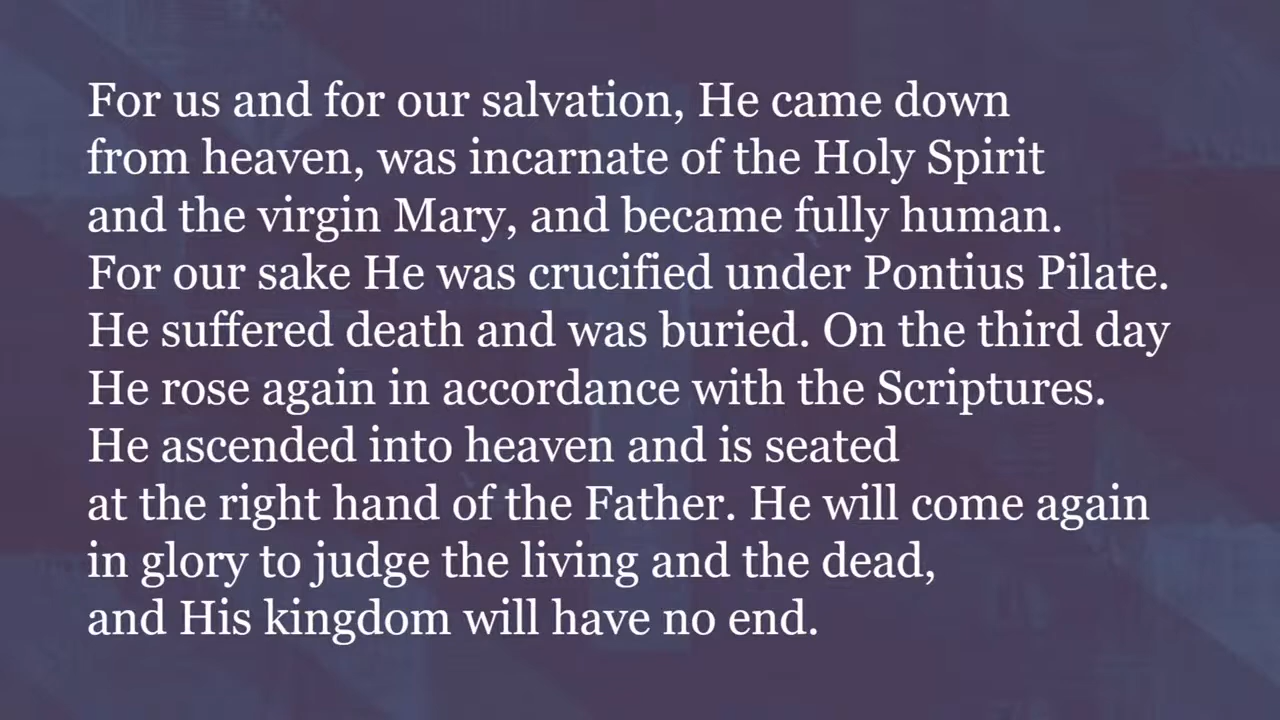 For us and for our salvation, He came down
from heaven, was incarnate of the Holy Spirit
and the virgin Mary, and became fully human.
For our sake He was crucified under Pontius Pilate.
He suffered death and was buried. On the third day
He rose again in accordance with the Scriptures.
He ascended into heaven and is seated
at the right hand of the Father. He will come again
in glory to judge the living and the dead,
and His kingdom will have no end.